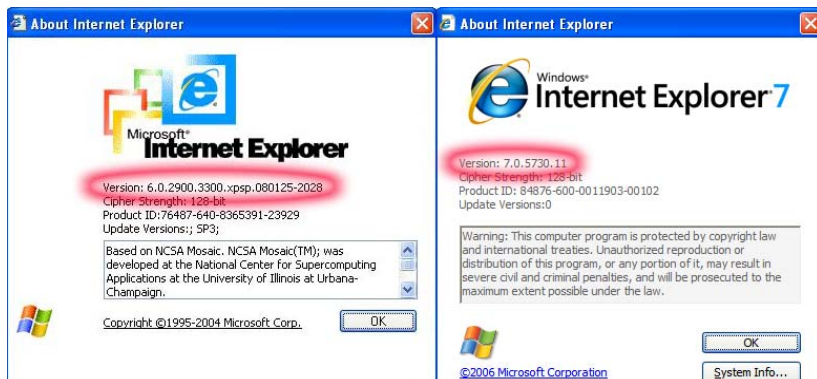 About Internet Explorer
Microsoft®
Internet Explorer
Version: 6.0.2900.3300.xpsp.080125-2028
Cipher Strength: 128-bit
Product ID:76487-640-8365391-23929
Update Versions:; SP3;
Based on NCSA Mosaic. NCSA Mosaic(TM); was
developed at the National Center for Supercomputing
Applications at the University of Illinois at Urbana-
Champaign.
Copyright ©1995-2004 Microsoft Corp.
OK
About Internet Explorer
Windows®
Internet Explorer 7
Version: 7.0.5730.11
Cipher Strength: 128-bit
Product ID: 84876-600-0011903-00102
Update Versions:0
Warning: This computer program is protected by copyright law
and international treaties. Unauthorized reproduction or
distribution of this program, or any portion of it, may result in
severe civil and criminal penalties, and will be prosecuted to the
maximum extent possible under the law.
OK
©2006 Microsoft Corporation
System Info...